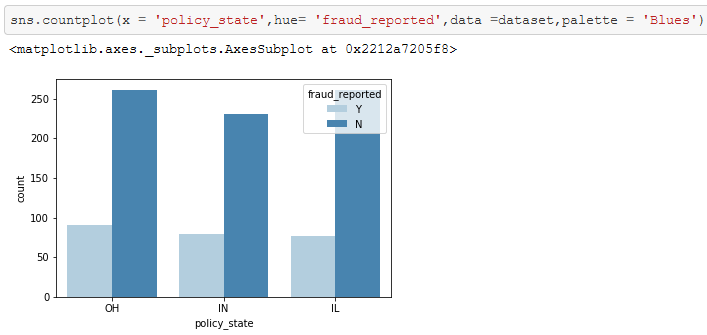 sns.countplot(x = 'policy_state',hue= 'fraud_reported',data =dataset,palette = 'Blues')
<matplotlib.axes._subplots.AxesSubplot at 0x2212a7205f8>
fraud_reported
Y
N
250
200
150
100
50
0
count
OH IN IL
policy_state